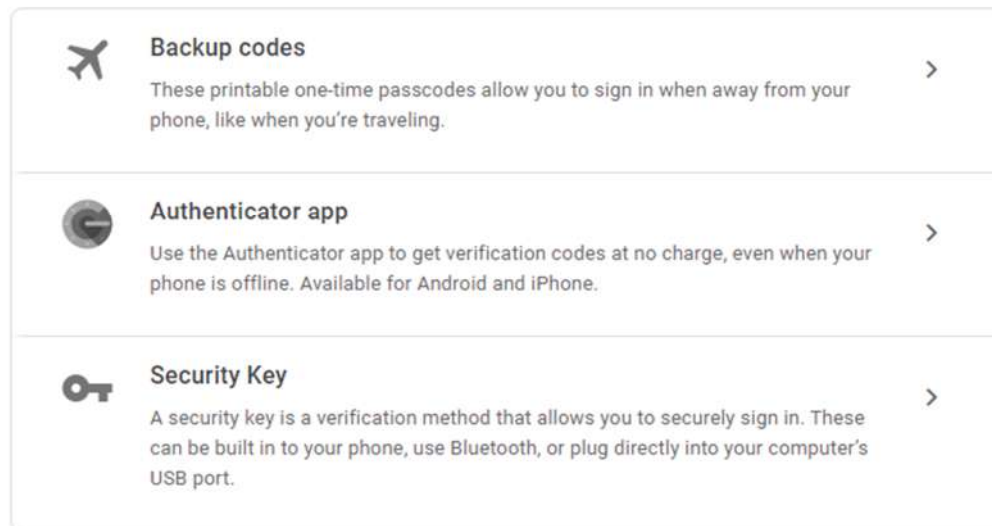 Backup codes
These printable one-time passcodes allow you to sign in when away from your
phone, like when you're traveling.
Authenticator app
Use the Authenticator app to get verification codes at no charge, even when your
phone is offline. Available for Android and iPhone.
Security Key
A security key is a verification method that allows you to securely sign in. These
can be built in to your phone, use Bluetooth, or plug directly into your computer's
USB port.